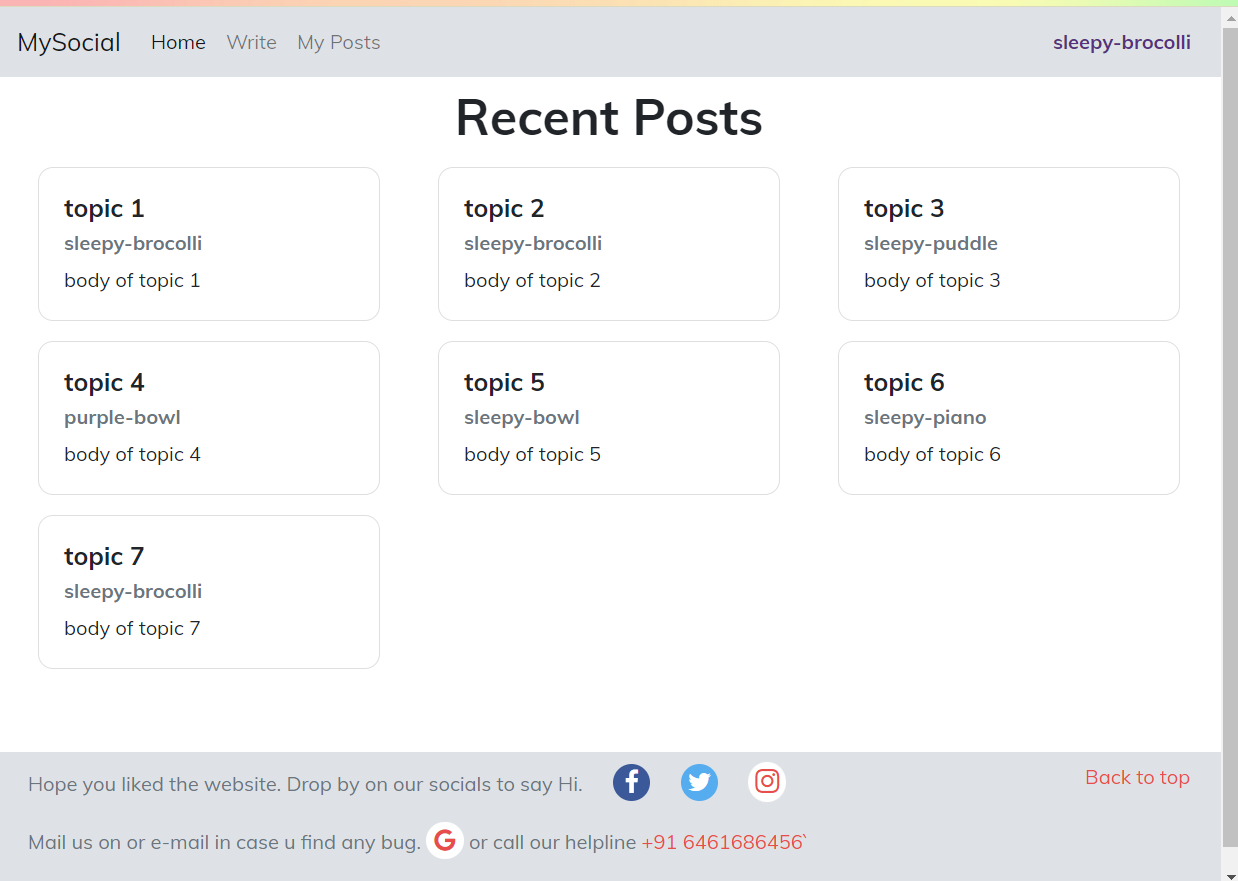 MySocial Home Write My Posts sleepy-brocolli
Recent Posts
topic 1
sleepy-brocolli
body of topic 1
topic 2
sleepy-brocolli
body of topic 2
topic 3
sleepy-puddle
body of topic 3
topic 4
purple-bowl
body of topic 4
topic 5
sleepy-bowl
body of topic 5
topic 6
sleepy-piano
body of topic 6
topic 7
sleepy-brocolli
body of topic 7
Hope you liked the website. Drop by on our socials to say Hi.
Back to top
Mail us on or e-mail in case u find any bug. G or call our helpline +91 6461686456`